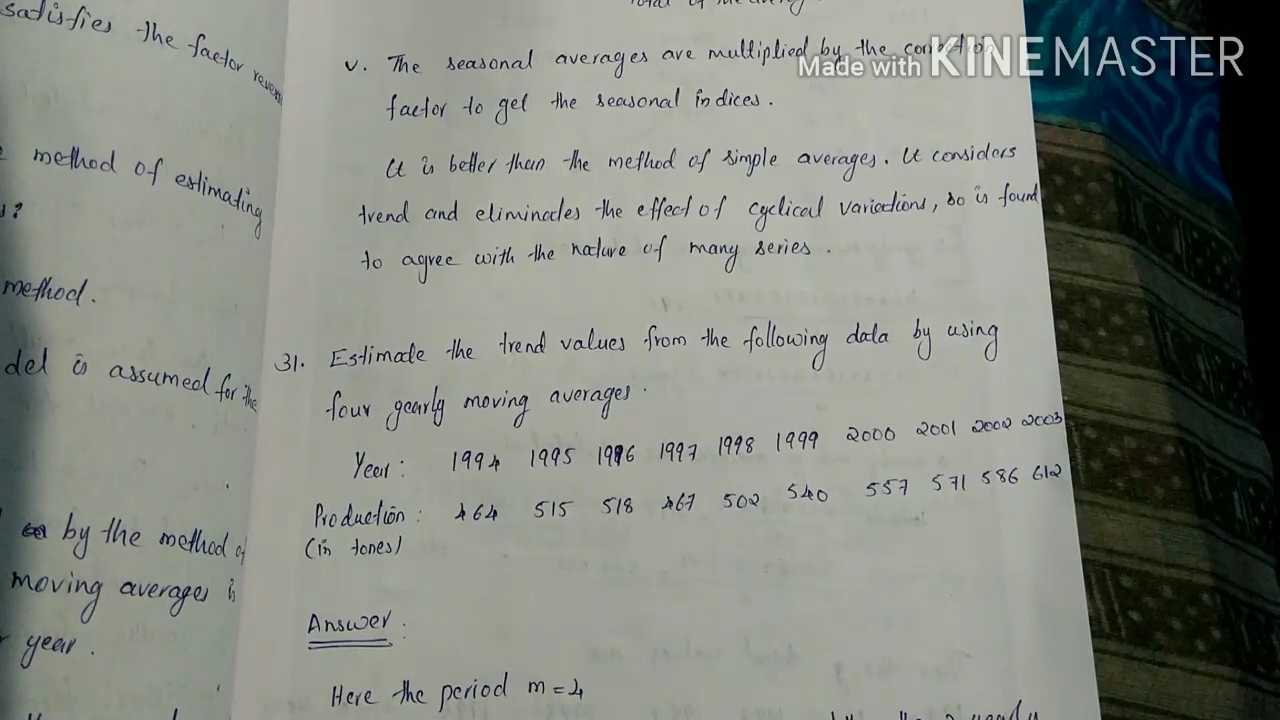 satisfies the factor
method of estimating
method.
del is assumed for the
by the method of
moving averages is
year.
v. The seasonal averages are multiplied by the
factor to get the seasonal indices.
It is better than the method of simple averages. It considers
trend and eliminates the effect of cyclical variations, so is found
to agree with the nature of many series.
31. Estimate the trend values from the following data by using
four yearly moving averages.
Year: 1994 1995 1996 1997 1998 1999 2000 2001 2002 2003
Production: 464 515 518 467 502 540 557 571 586 612
(in tones)
Answer:
Here the period m = 4
Made with KINEMASTER